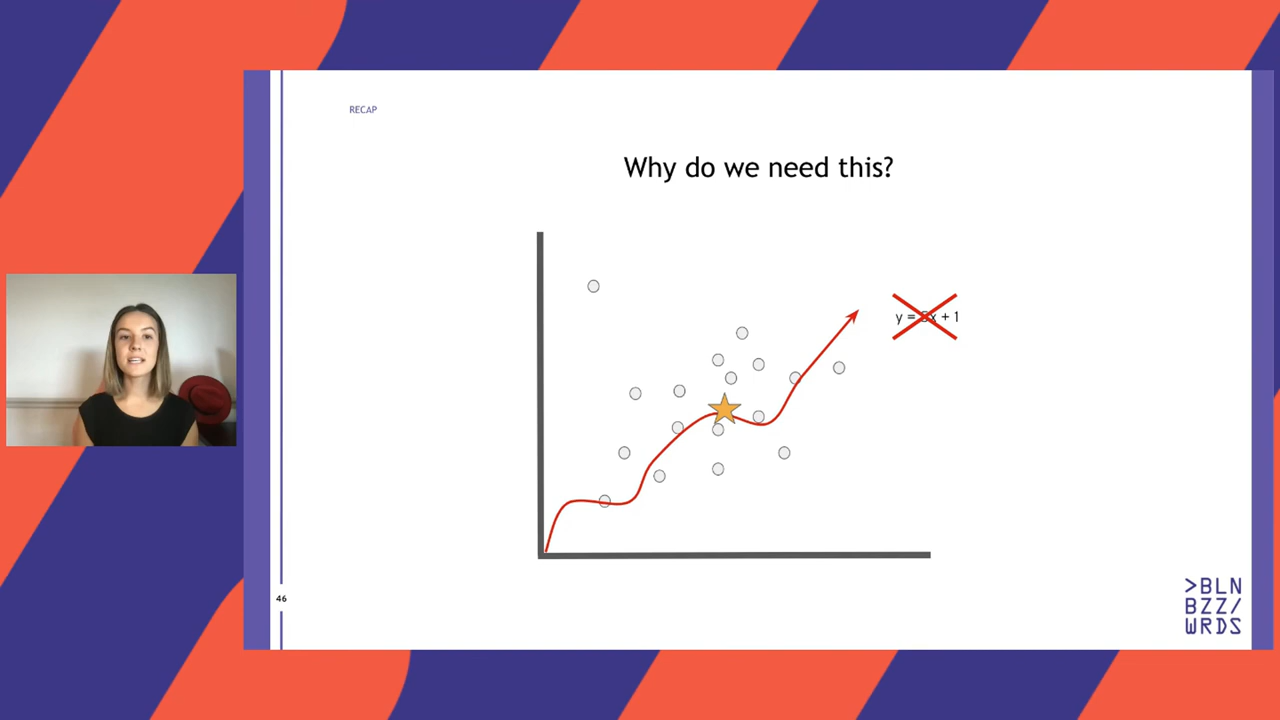 RECAP
Why do we need this?
y = x + 1
46
>BLN
BZZ/
WRDS